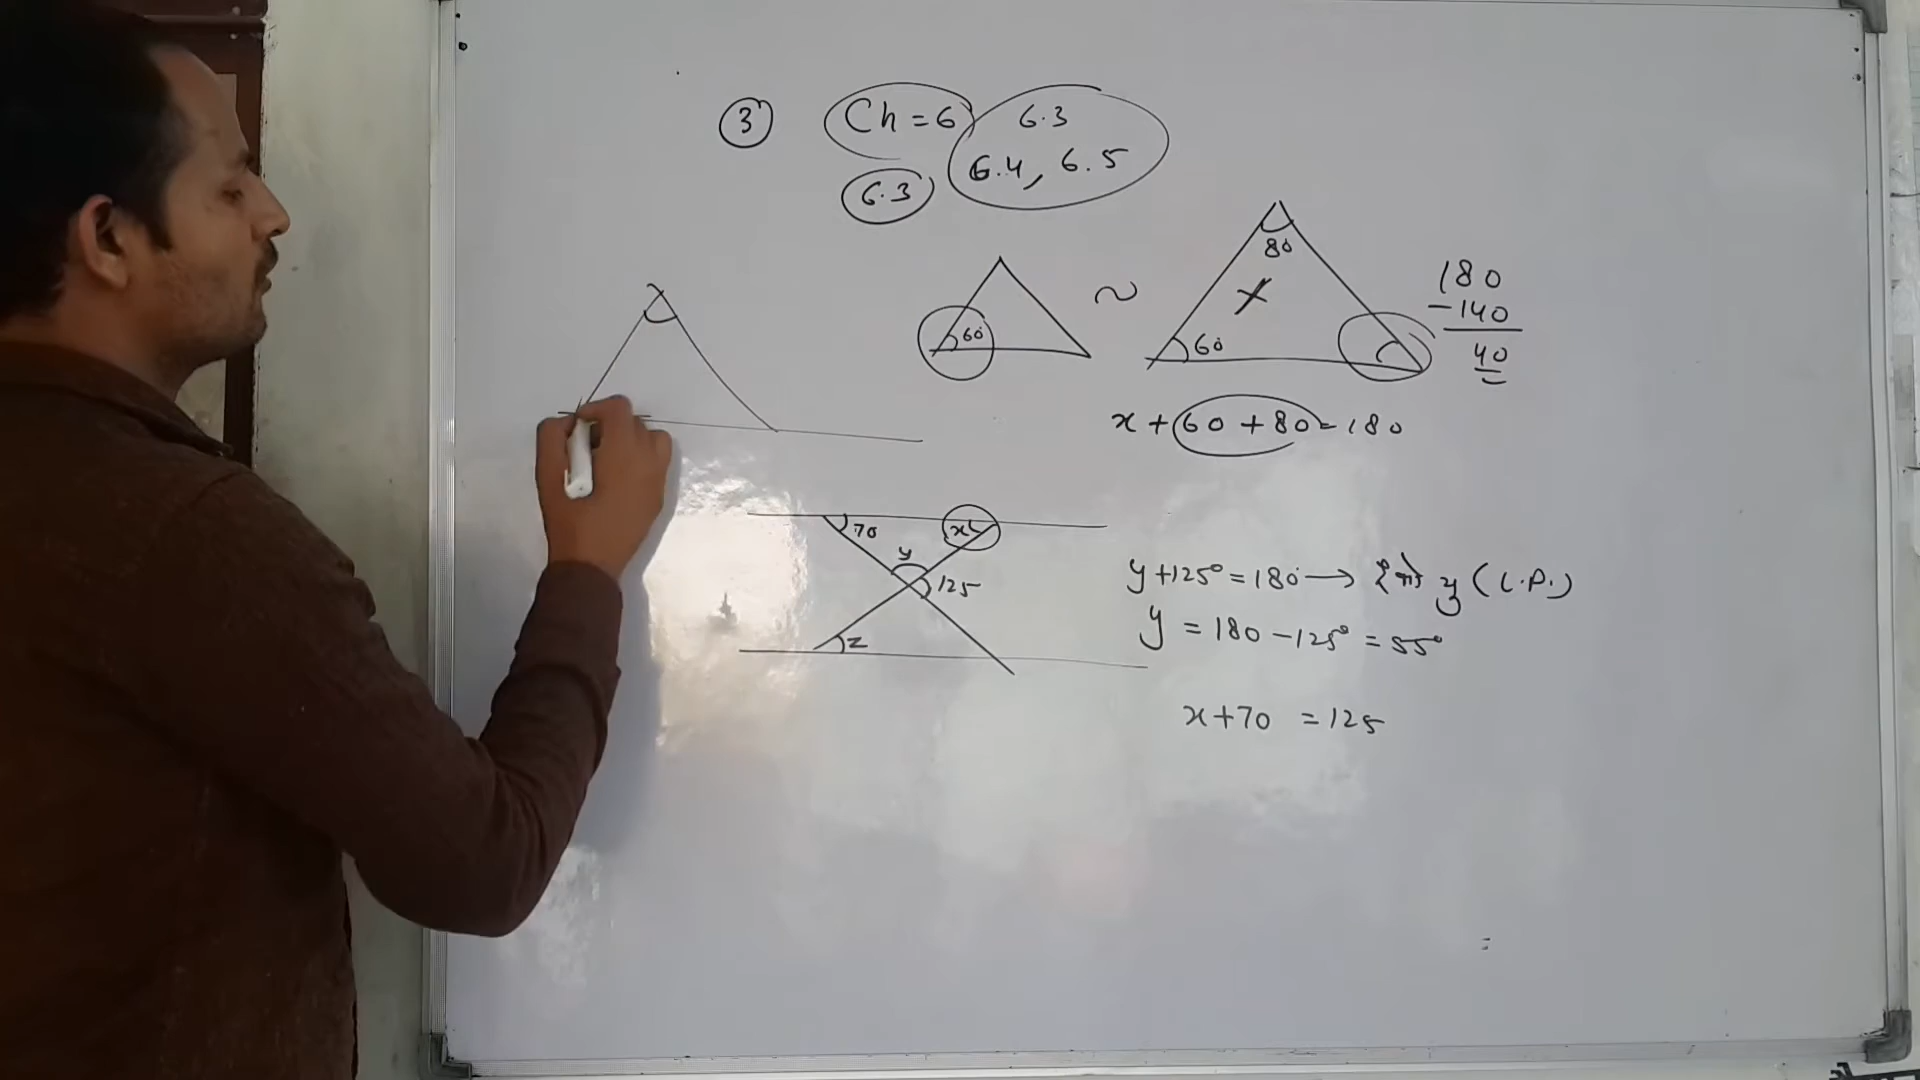 3
Ch = 6
6.3
6.4, 6.5
6.3
60
~
80
60
180
-140
40
x + 60 + 80 = 180
70
x
y
125
z
y + 125° = 180 → y (L.P.)
y = 180 - 125° = 55°
x + 70 = 125